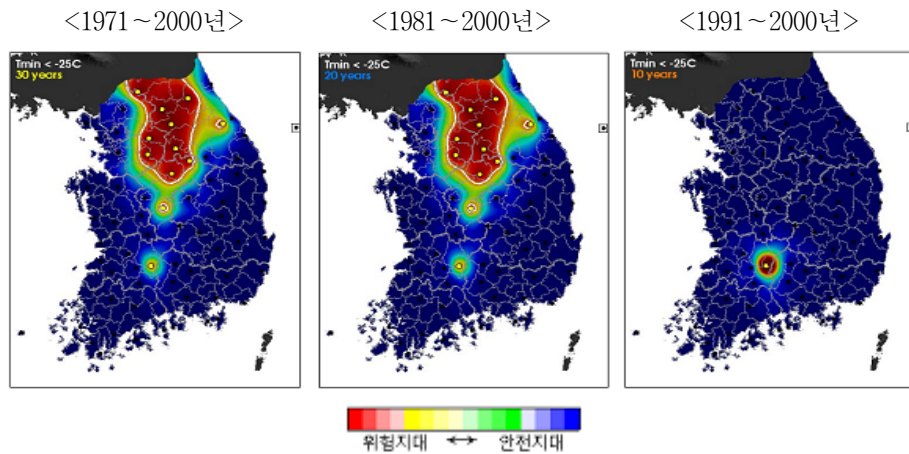 <1971～2000년>
<1981～2000년>
<1991～2000년>
Tmin < -25C
30 years
Tmin < -25C
20 years
Tmin < -25C
10 years
위험지대 ↔ 안전지대